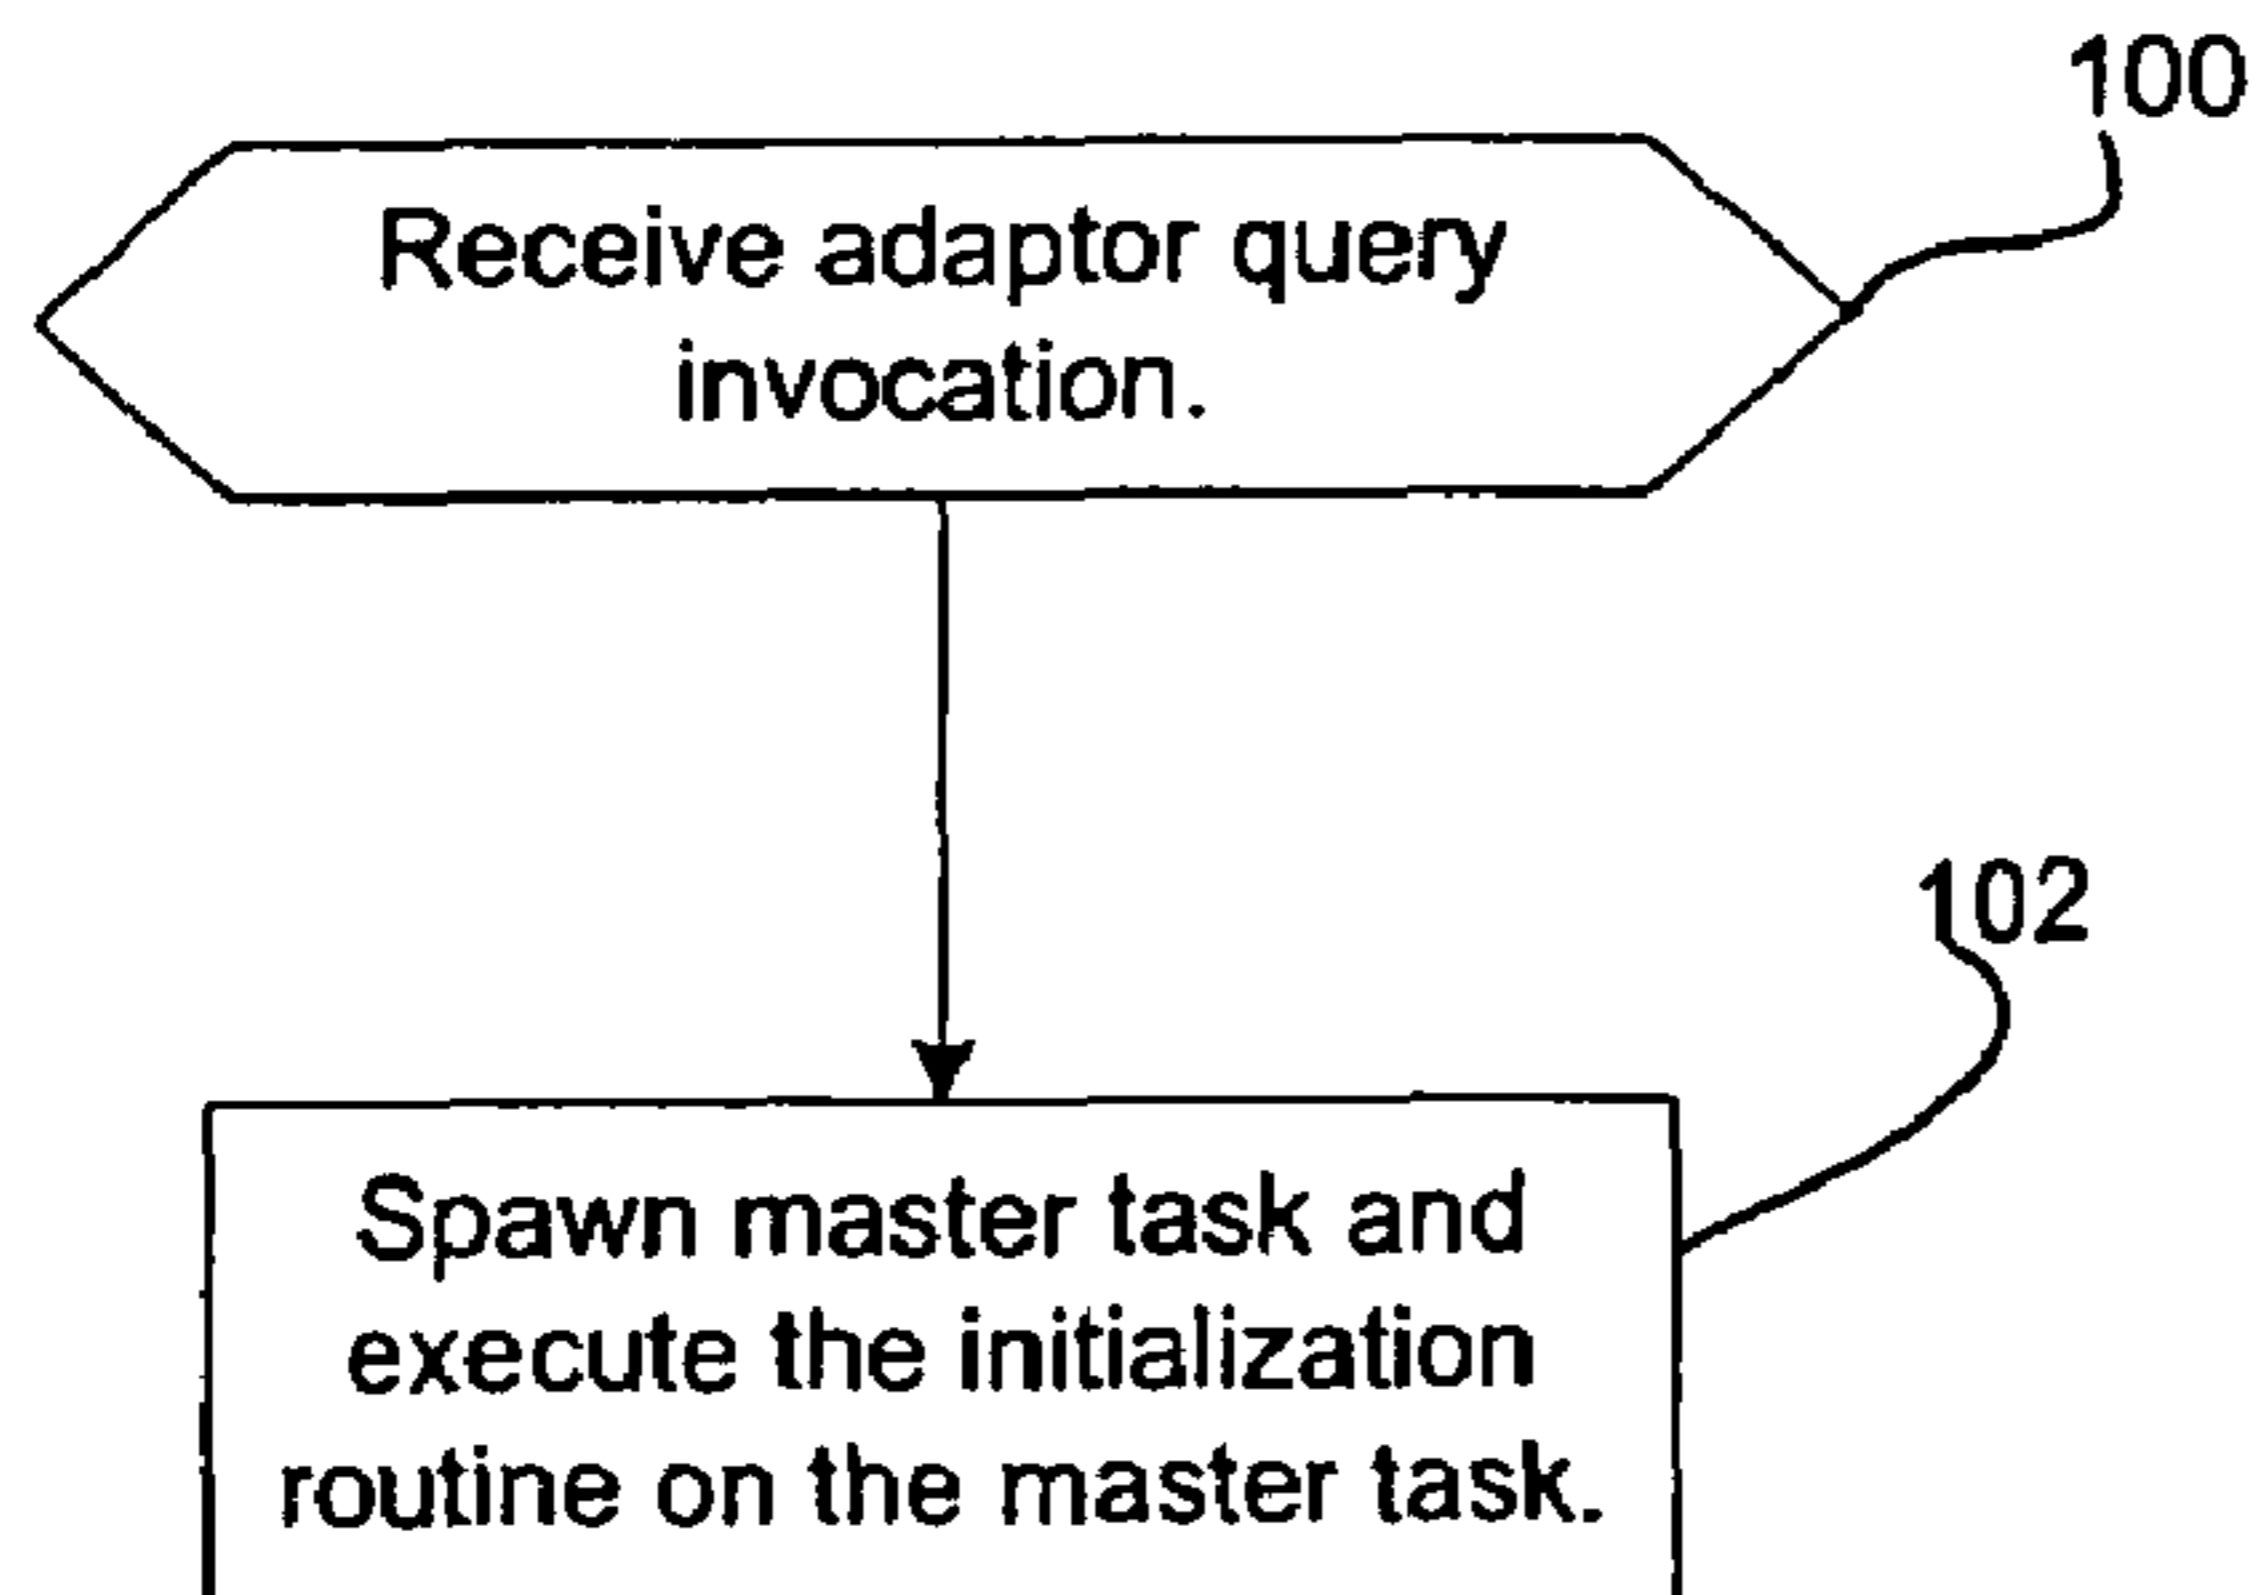 100
Receive adaptor query
invocation.
102
Spawn master task and
execute the initialization
routine on the master task.